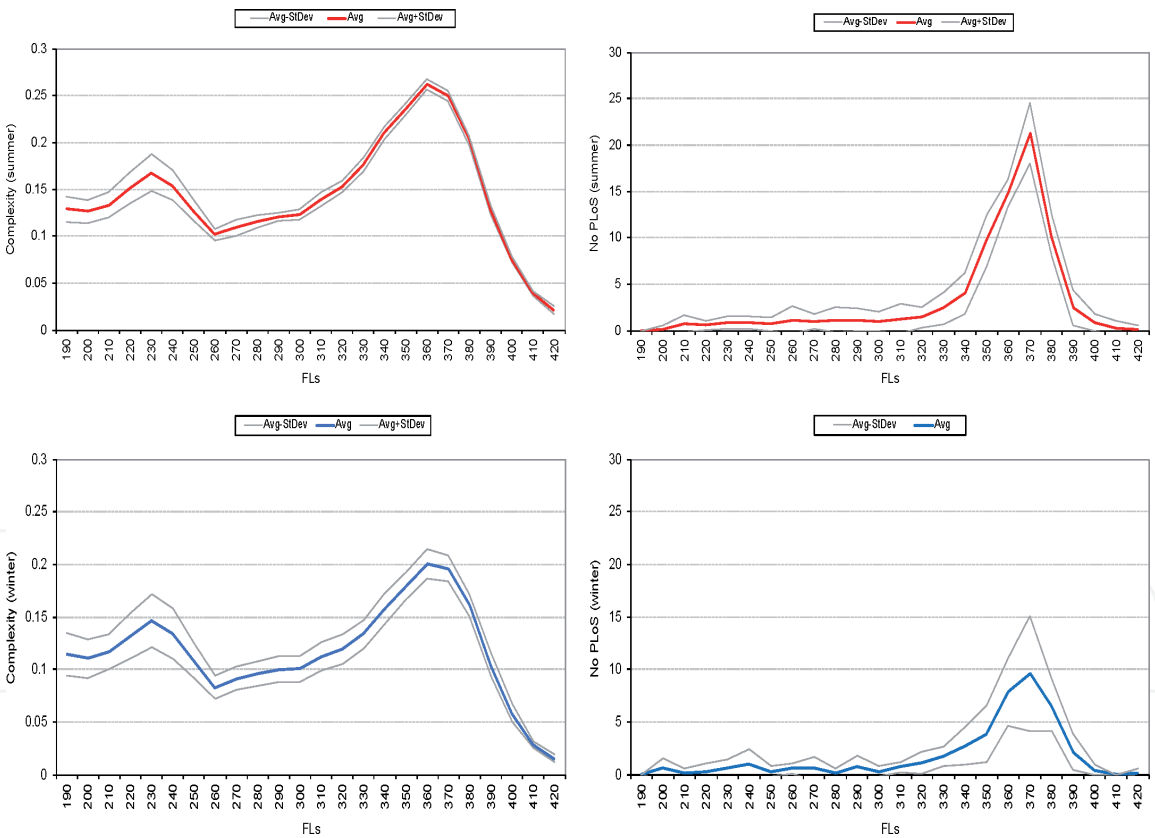 Avg-StDev Avg Avg+StDev
Complexity (summer)
0.3
0.25
0.2
0.15
0.1
0.05
0
190 200 210 220 230 240 250 260 270 280 290 300 310 320 330 340 350 360 370 380 390 400 410 420
FLs
Avg-StDev Avg Avg+StDev
No PLoS (summer)
30
25
20
15
10
5
0
190 200 210 220 230 240 250 260 270 280 290 300 310 320 330 340 350 360 370 380 390 400 410 420
FLs
Avg-StDev Avg Avg+StDev
Complexity (winter)
0.3
0.25
0.2
0.15
0.1
0.05
0
190 200 210 220 230 240 250 260 270 280 290 300 310 320 330 340 350 360 370 380 390 400 410 420
FLs
Avg-StDev Avg
No PLoS (winter)
30
25
20
15
10
5
0
190 200 210 220 230 240 250 260 270 280 290 300 310 320 330 340 350 360 370 380 390 400 410 420
FLs